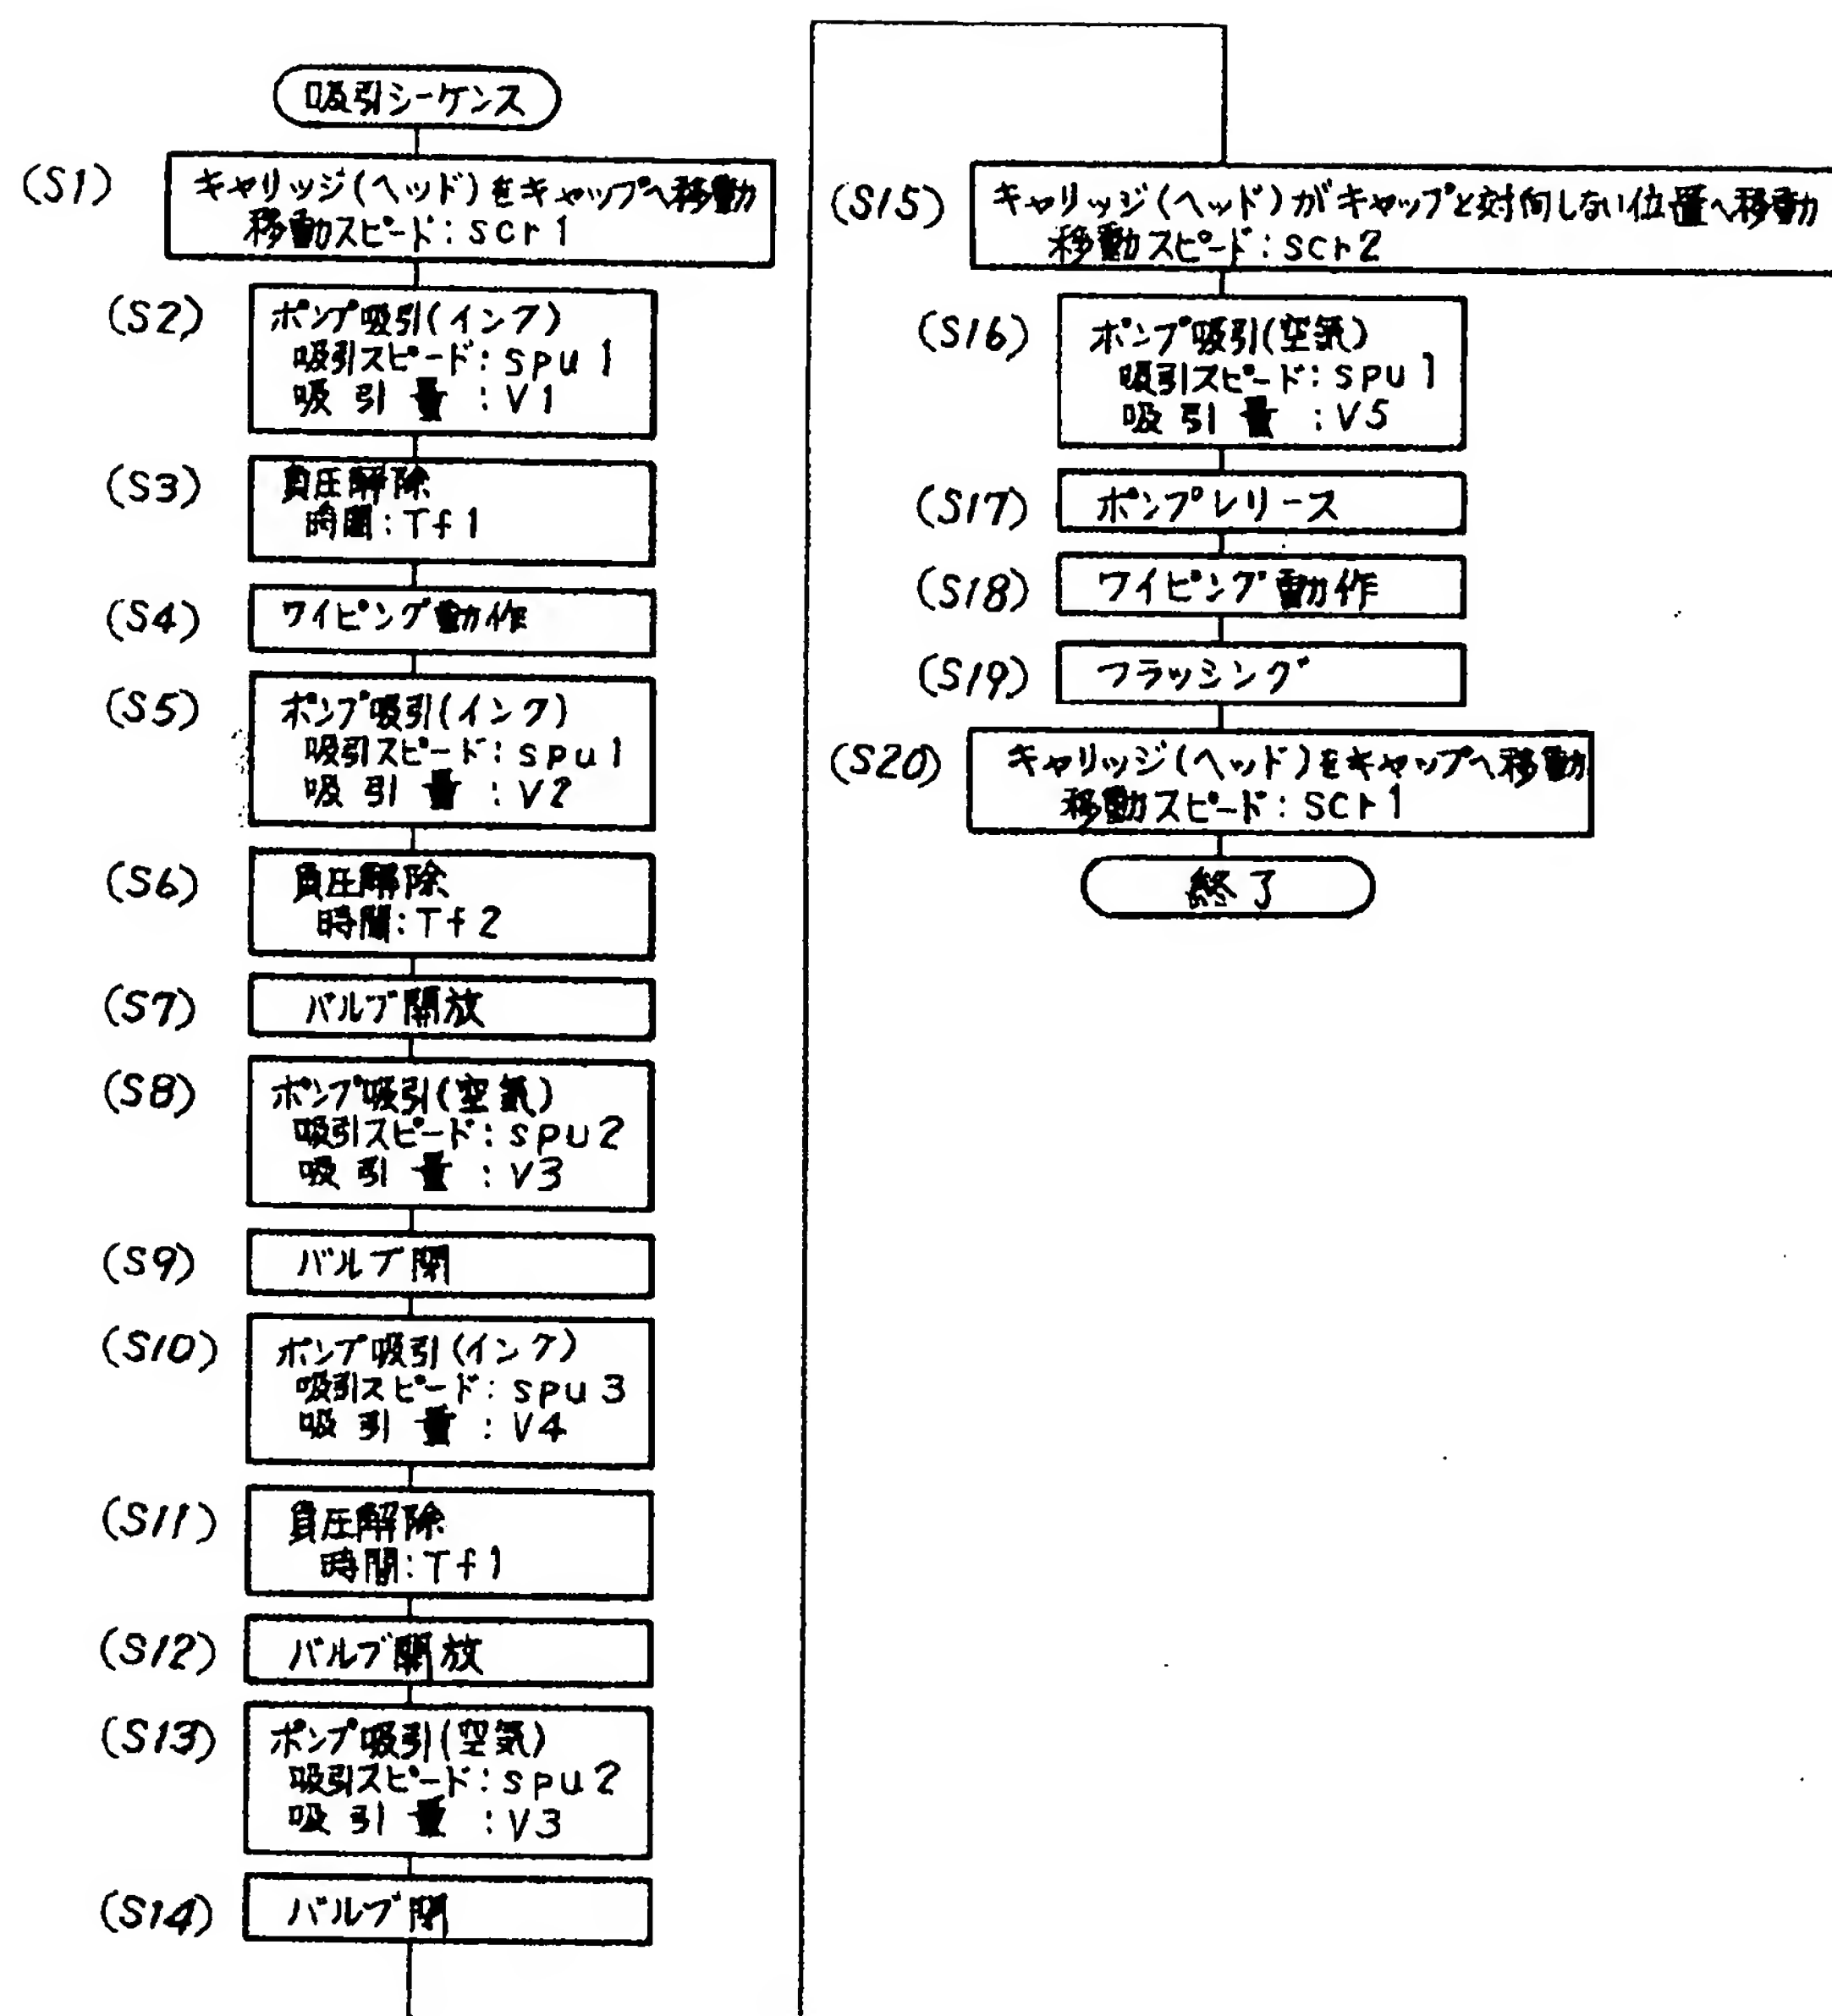 吸引シーケンス
(S1)
キャリッジ(ヘッド)をキャップへ移動
移動スピード:scr1
(S2)
ポンプ吸引(インク)
吸引スピード:spu1
吸引量:V1
(S3)
負圧解除
時間:Tf1
(S4)
ワイピング動作
(S5)
ポンプ吸引(インク)
吸引スピード:spu1
吸引量:V2
(S6)
負圧解除
時間:Tf2
(S7)
バルブ開放
(S8)
ポンプ吸引(空気)
吸引スピード:spu2
吸引量:V3
(S9)
バルブ閉
(S10)
ポンプ吸引(インク)
吸引スピード:spu3
吸引量:V4
(S11)
負圧解除
時間:Tf1
(S12)
バルブ開放
(S13)
ポンプ吸引(空気)
吸引スピード:spu2
吸引量:V3
(S14)
バルブ閉
(S15)
キャリッジ(ヘッド)がキャップと対向しない位置へ移動
移動スピード:scr2
(S16)
ポンプ吸引(空気)
吸引スピード:spu1
吸引量:V5
(S17)
ポンプレリース
(S18)
ワイピング動作
(S19)
フラッシング
(S20)
キャリッジ(ヘッド)をキャップへ移動
移動スピード:scr1
終了